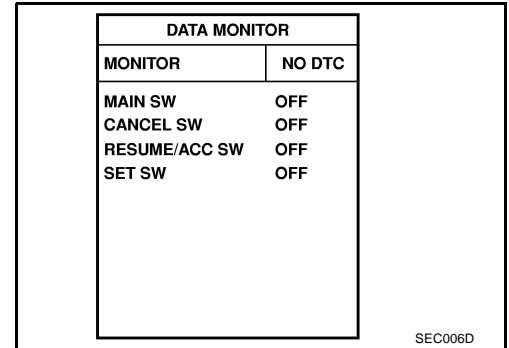 DATA MONITOR
MONITOR NO DTC
MAIN SW OFF
CANCEL SW OFF
RESUME/ACC SW OFF
SET SW OFF
SEC006D